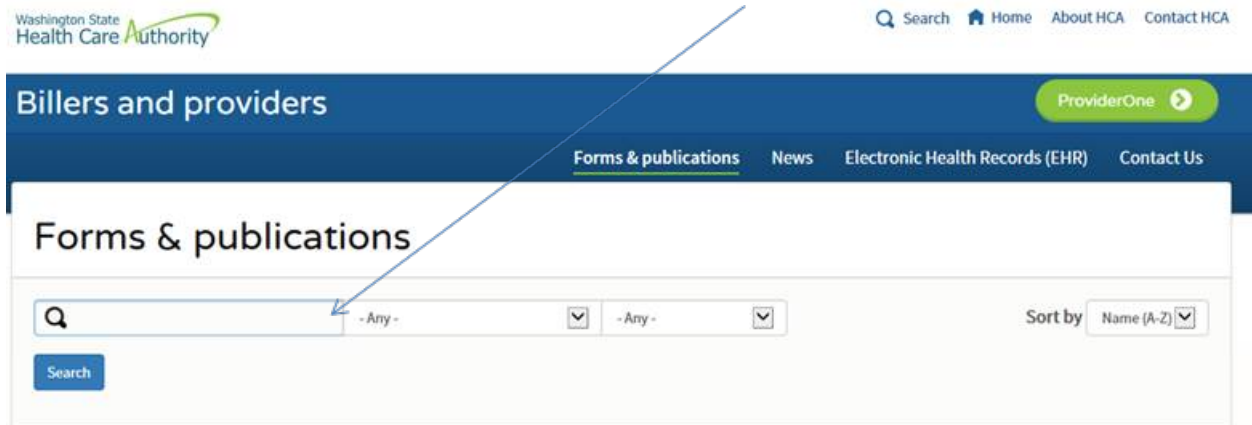 Washington State
Health Care Authority
Search Home About HCA Contact HCA
Billers and providers
ProviderOne
Forms & publications News Electronic Health Records (EHR) Contact Us
Forms & publications
- Any - - Any - Sort by Name (A-Z)
Search